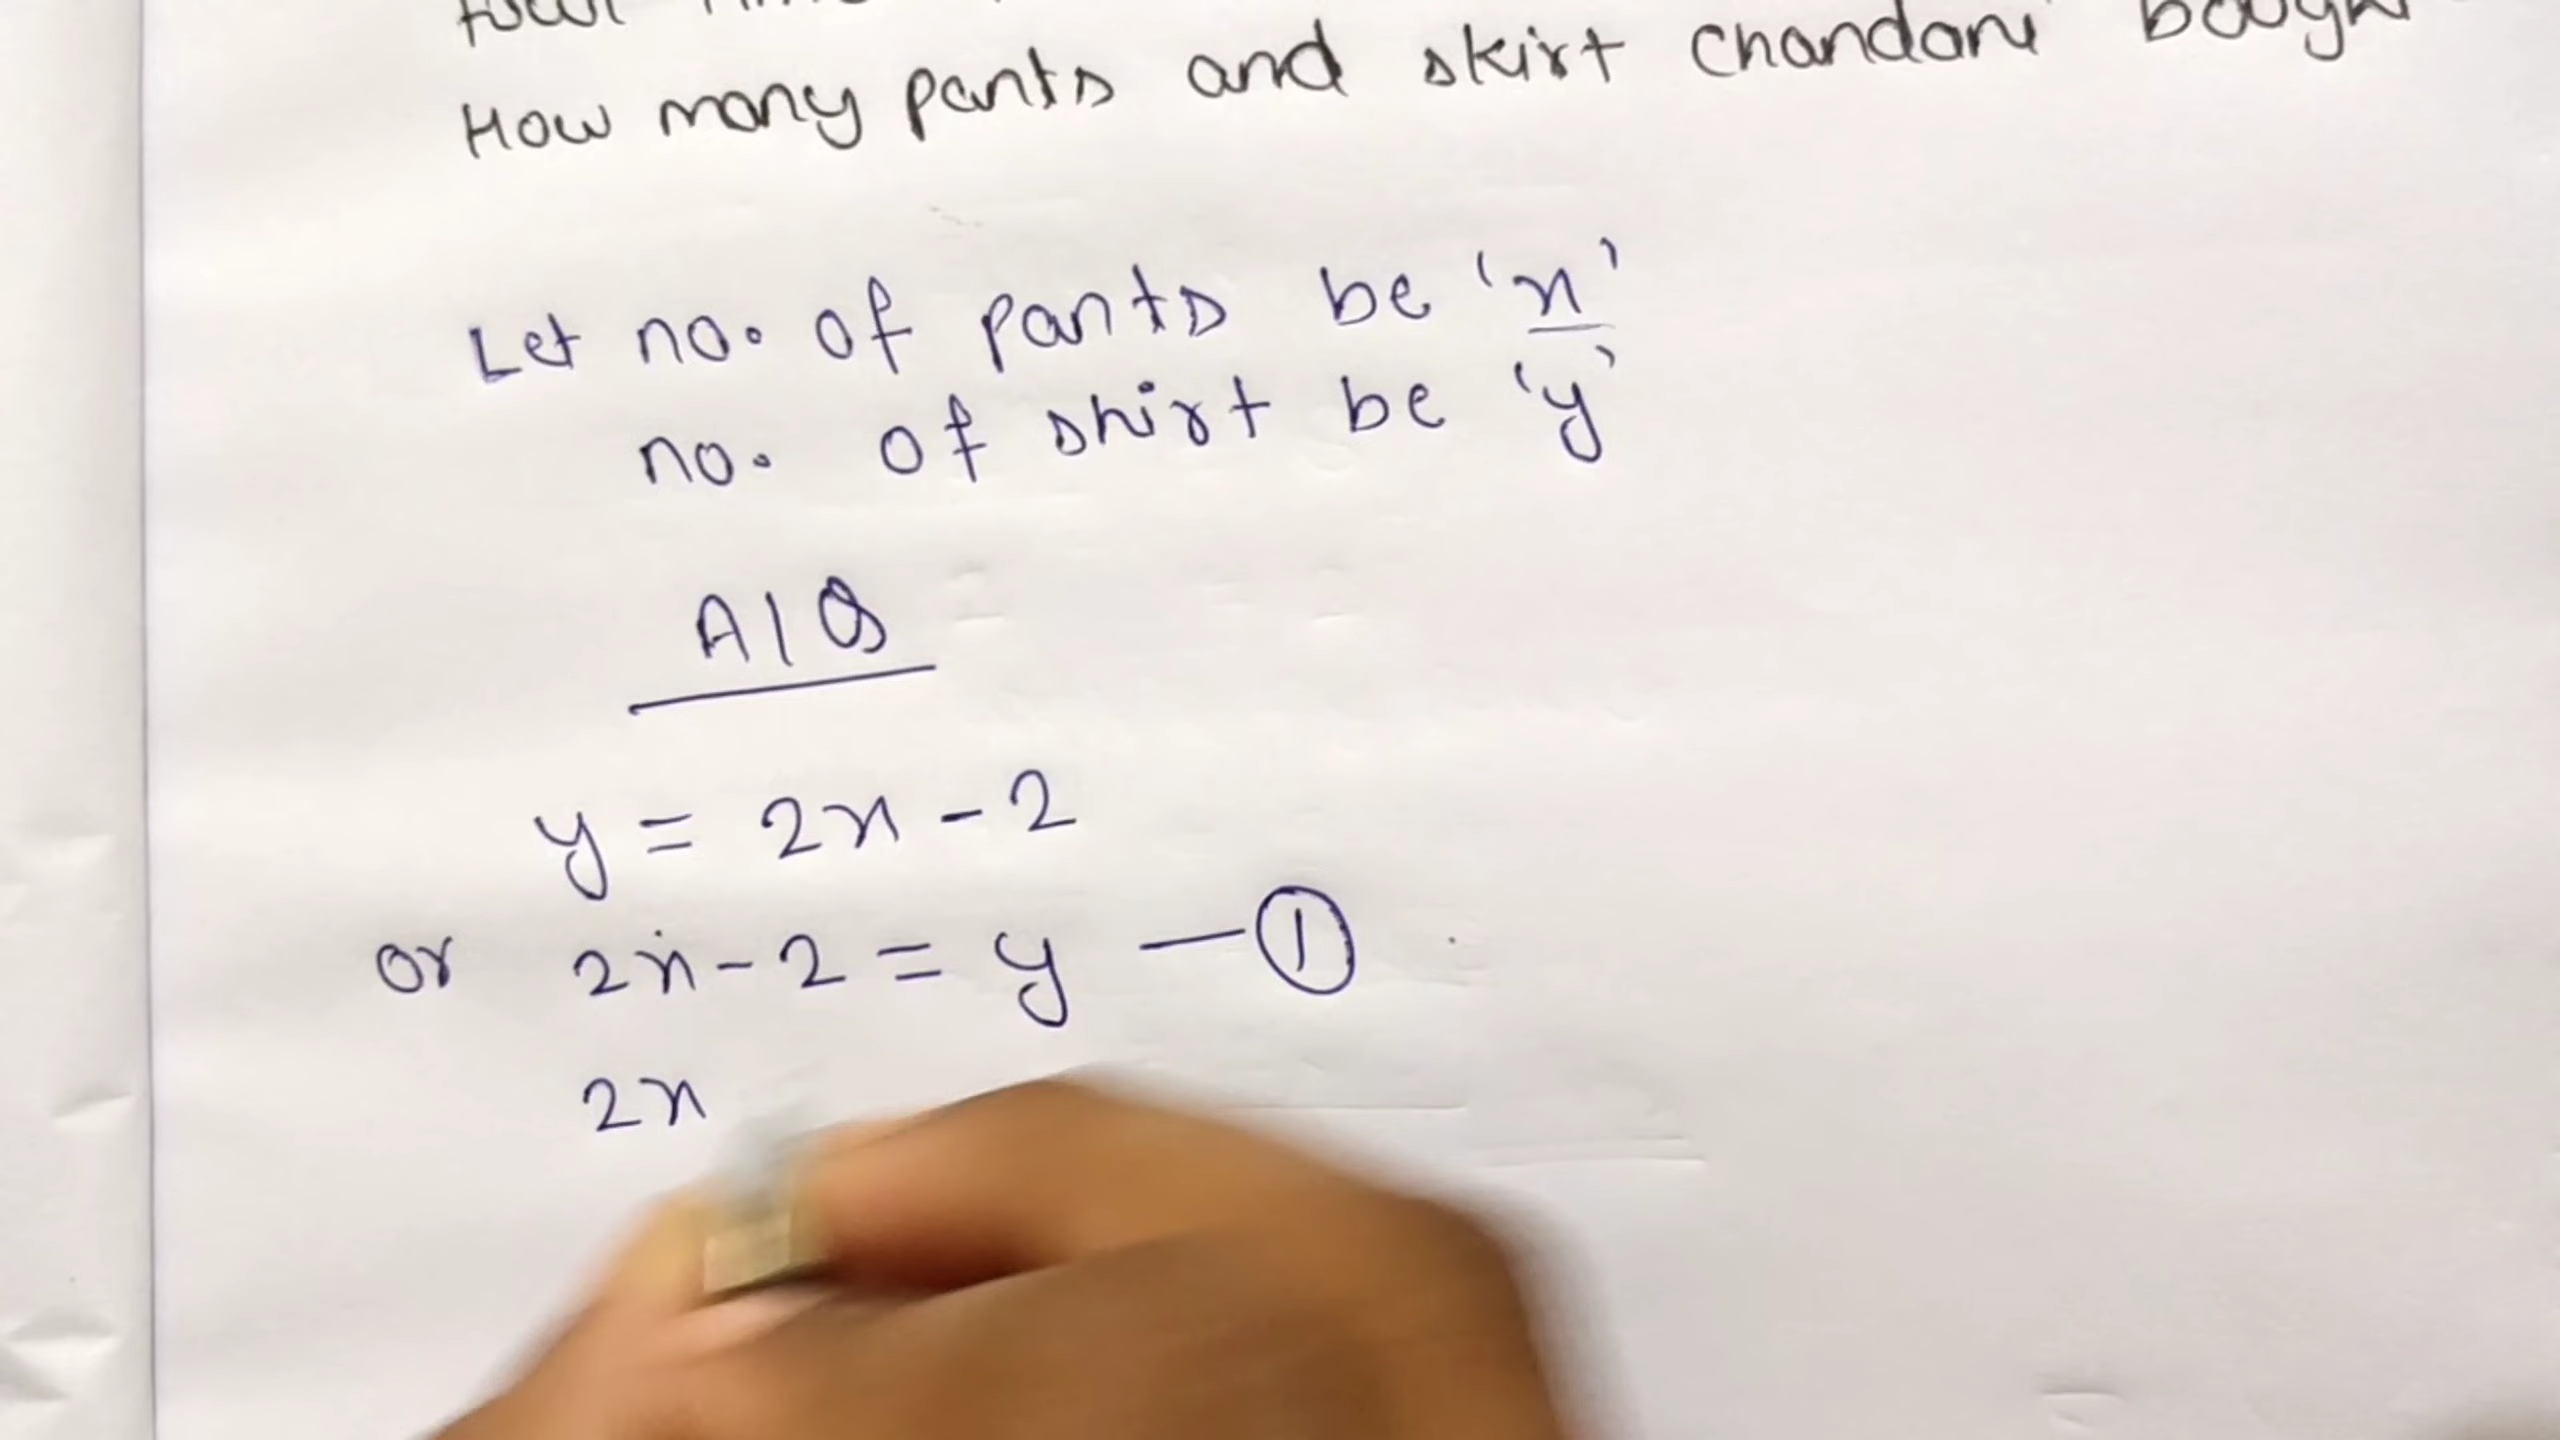 How many pants and skirt chandani bough
Let no. of pants be 'x'
no. of shirt be 'y'
A/Q
y = 2x - 2
or 2x - 2 = y — ①
2x